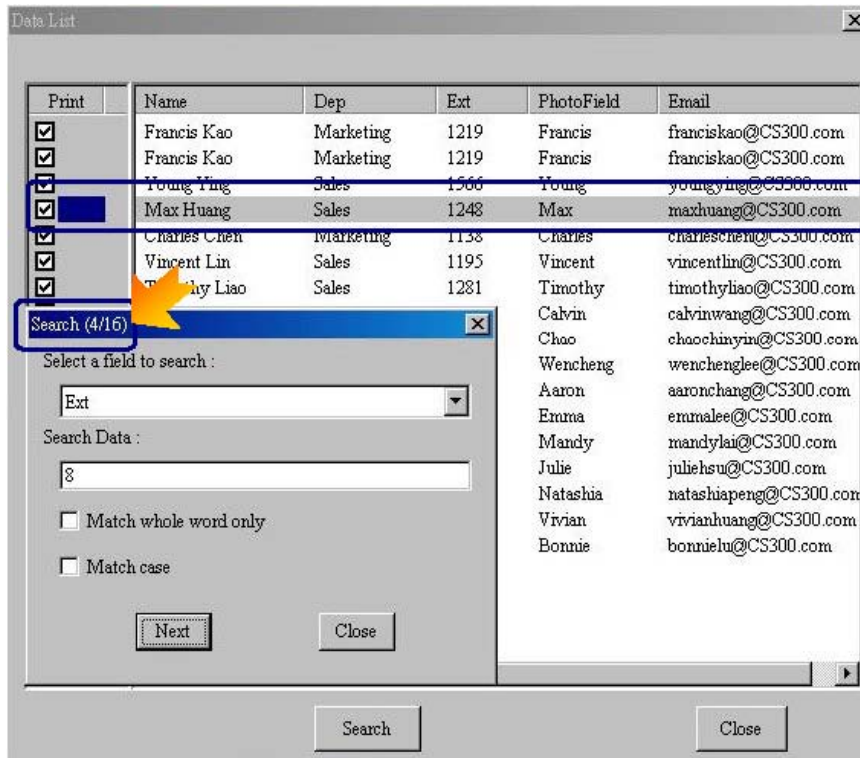 Data List
Print Name Dep Ext PhotoField Email
Francis Kao Marketing 1219 Francis franciskao@CS300.com
Francis Kao Marketing 1219 Francis franciskao@CS300.com
Young Ying Sales 1566 Young youngying@CS300.com
Max Huang Sales 1248 Max maxhuang@CS300.com
Charles Chen Marketing 1138 Charles charleschen@CS300.com
Vincent Lin Sales 1195 Vincent vincentlin@CS300.com
Liao Sales 1281 Timothy timothyliao@CS300.com
Calvin calvinwang@CS300.com
Chao chaochinyin@CS300.com
Wencheng wenchenglee@CS300.com
Aaron aaronchang@CS300.com
Emma emmalee@CS300.com
Mandy mandylai@CS300.com
Julie juliehsu@CS300.com
Natashia natashiapeng@CS300.com
Vivian vivianhuang@CS300.com
Bonnie bonnielu@CS300.com
Search (4/16)
Select a field to search :
Ext
Search Data :
8
Match whole word only
Match case
Next Close
Search Close